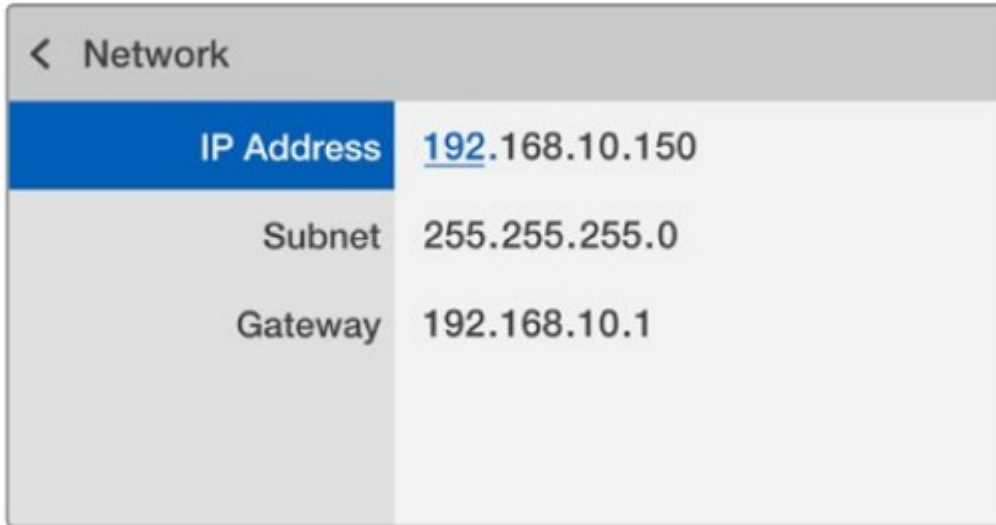 < Network
IP Address 192.168.10.150
Subnet 255.255.255.0
Gateway 192.168.10.1